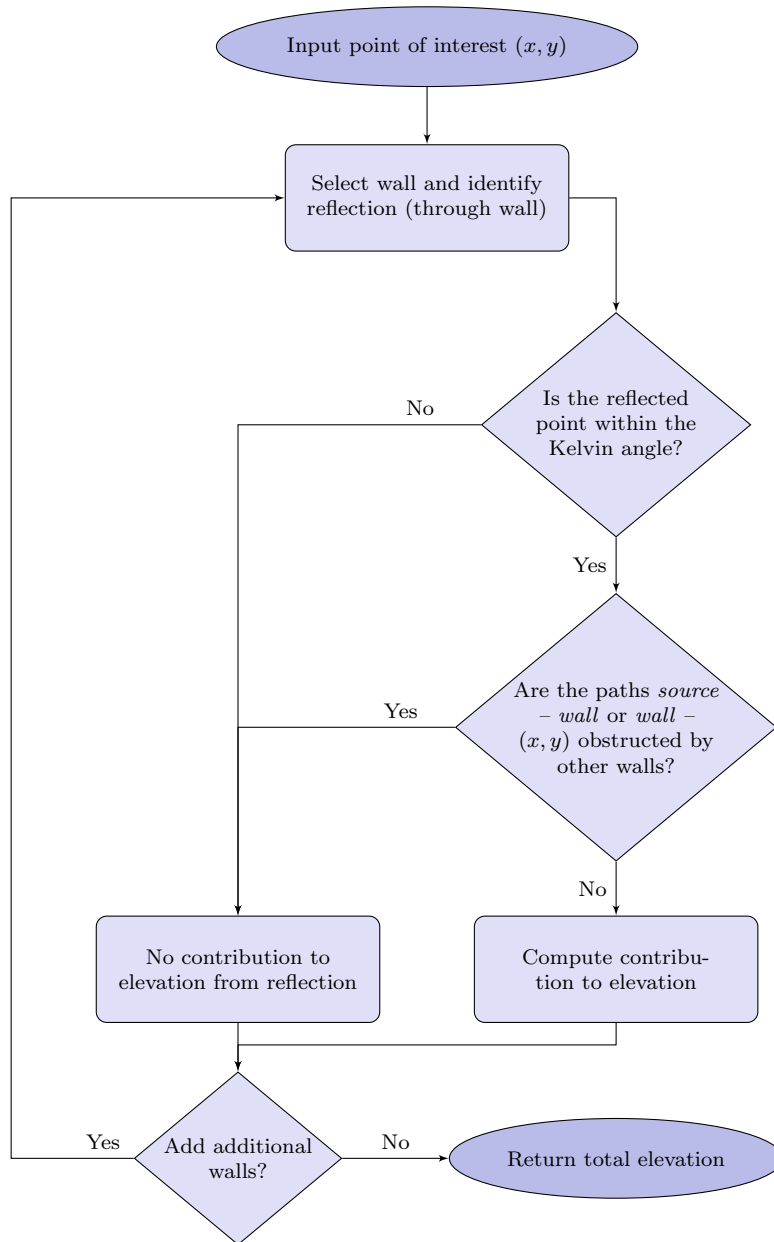 Input point of interest (x, y)
Select wall and identify
reflection (through wall)
Is the reflected
point within the
Kelvin angle?
No
Yes
Are the paths source
– wall or wall –
(x, y) obstructed by
other walls?
Yes
No
No contribution to
elevation from reflection
Compute contribu-
tion to elevation
Add additional
walls?
Yes
No
Return total elevation